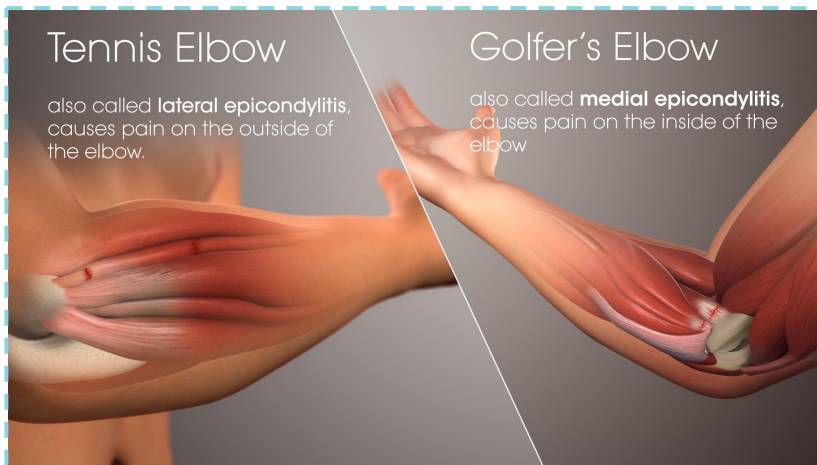 Tennis Elbow
also called lateral epicondylitis,
causes pain on the outside of
the elbow.
Golfer's Elbow
also called medial epicondylitis,
causes pain on the inside of the
elbow